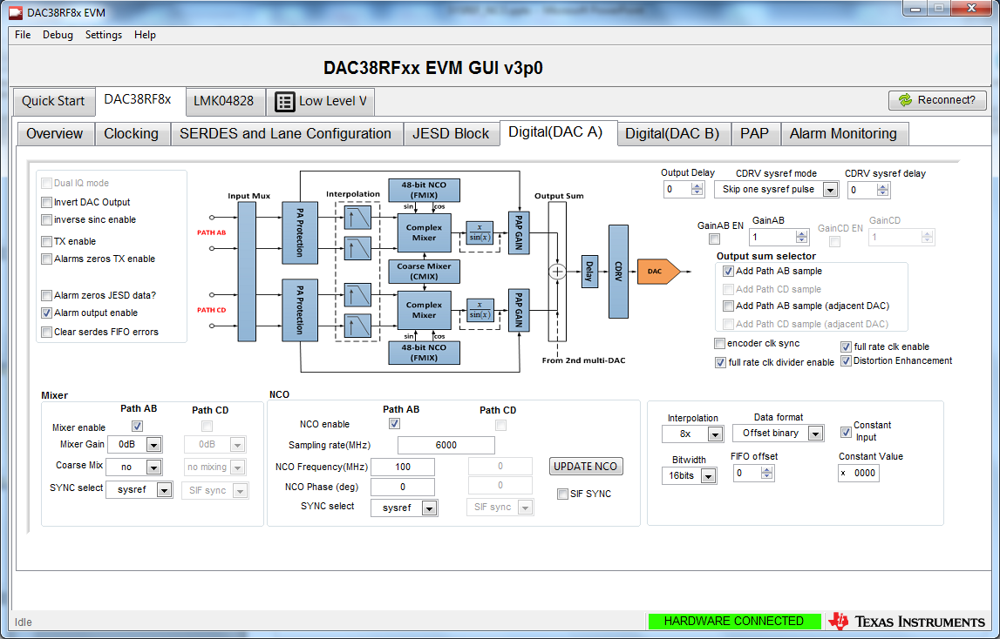 DAC38RF8x EVM
File Debug Settings Help
DAC38RFxx EVM GUI v3p0
Quick Start DAC38RF8x LMK04828 Low Level V Reconnect?
Overview Clocking SERDES and Lane Configuration JESD Block Digital(DAC A) Digital(DAC B) PAP Alarm Monitoring
Dual IQ mode
Invert DAC Output
inverse sinc enable
TX enable
Alarms zeros TX enable
Alarm zeros JESD data?
Alarm output enable
Clear serdes FIFO errors
Input Mux
PATH AB
PATH CD
PA Protection
PA Protection
Interpolation
48-bit NCO
(FMIX)
sin cos
Complex
Mixer
Coarse Mixer
(CMIX)
Complex
Mixer
sin cos
48-bit NCO
(FMIX)
x
sin(x)
x
sin(x)
PAP GAIN
PAP GAIN
Output Sum
From 2nd multi-DAC
Delay
CDRV
DAC
Output Delay CDRV sysref mode CDRV sysref delay
0 Skip one sysref pulse 0
GainAB EN GainAB GainCD EN GainCD
1 1
Output sum selector
Add Path AB sample
Add Path CD sample
Add Path AB sample (adjacent DAC)
Add Path CD sample (adjacent DAC)
encoder clk sync full rate clk enable
full rate clk divider enable Distortion Enhancement
Mixer
Path AB Path CD
Mixer enable
Mixer Gain 0dB 0dB
Coarse Mix no no mixing
SYNC select sysref SIF sync
NCO
Path AB Path CD
NCO enable
Sampling rate(MHz) 6000
NCO Frequency(MHz) 100 0 UPDATE NCO
NCO Phase (deg) 0 0
SIF SYNC
SYNC select sysref SIF sync
Interpolation Data format
8x Offset binary Constant Input
Bitwidth FIFO offset Constant Value
16bits 0 x 0000
Idle HARDWARE CONNECTED TEXAS INSTRUMENTS